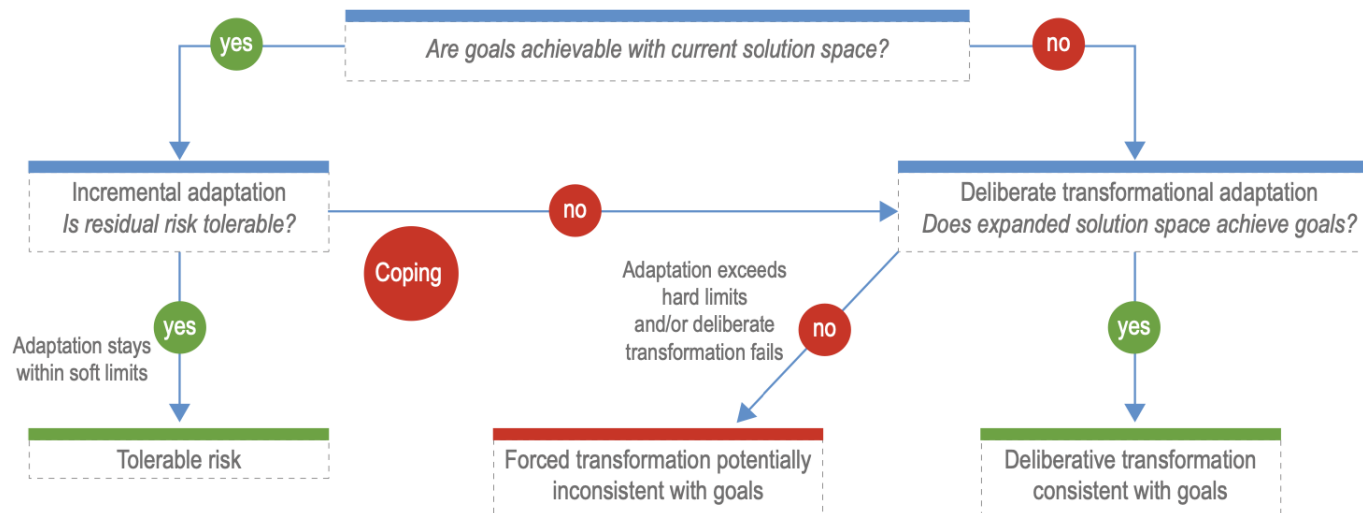 yes
Are goals achievable with current solution space?
no
Incremental adaptation
Is residual risk tolerable?
no
Deliberate transformational adaptation
Does expanded solution space achieve goals?
Coping
yes
Adaptation stays
within soft limits
Adaptation exceeds
hard limits
and/or deliberate
transformation fails
no
yes
Tolerable risk
Forced transformation potentially
inconsistent with goals
Deliberative transformation
consistent with goals